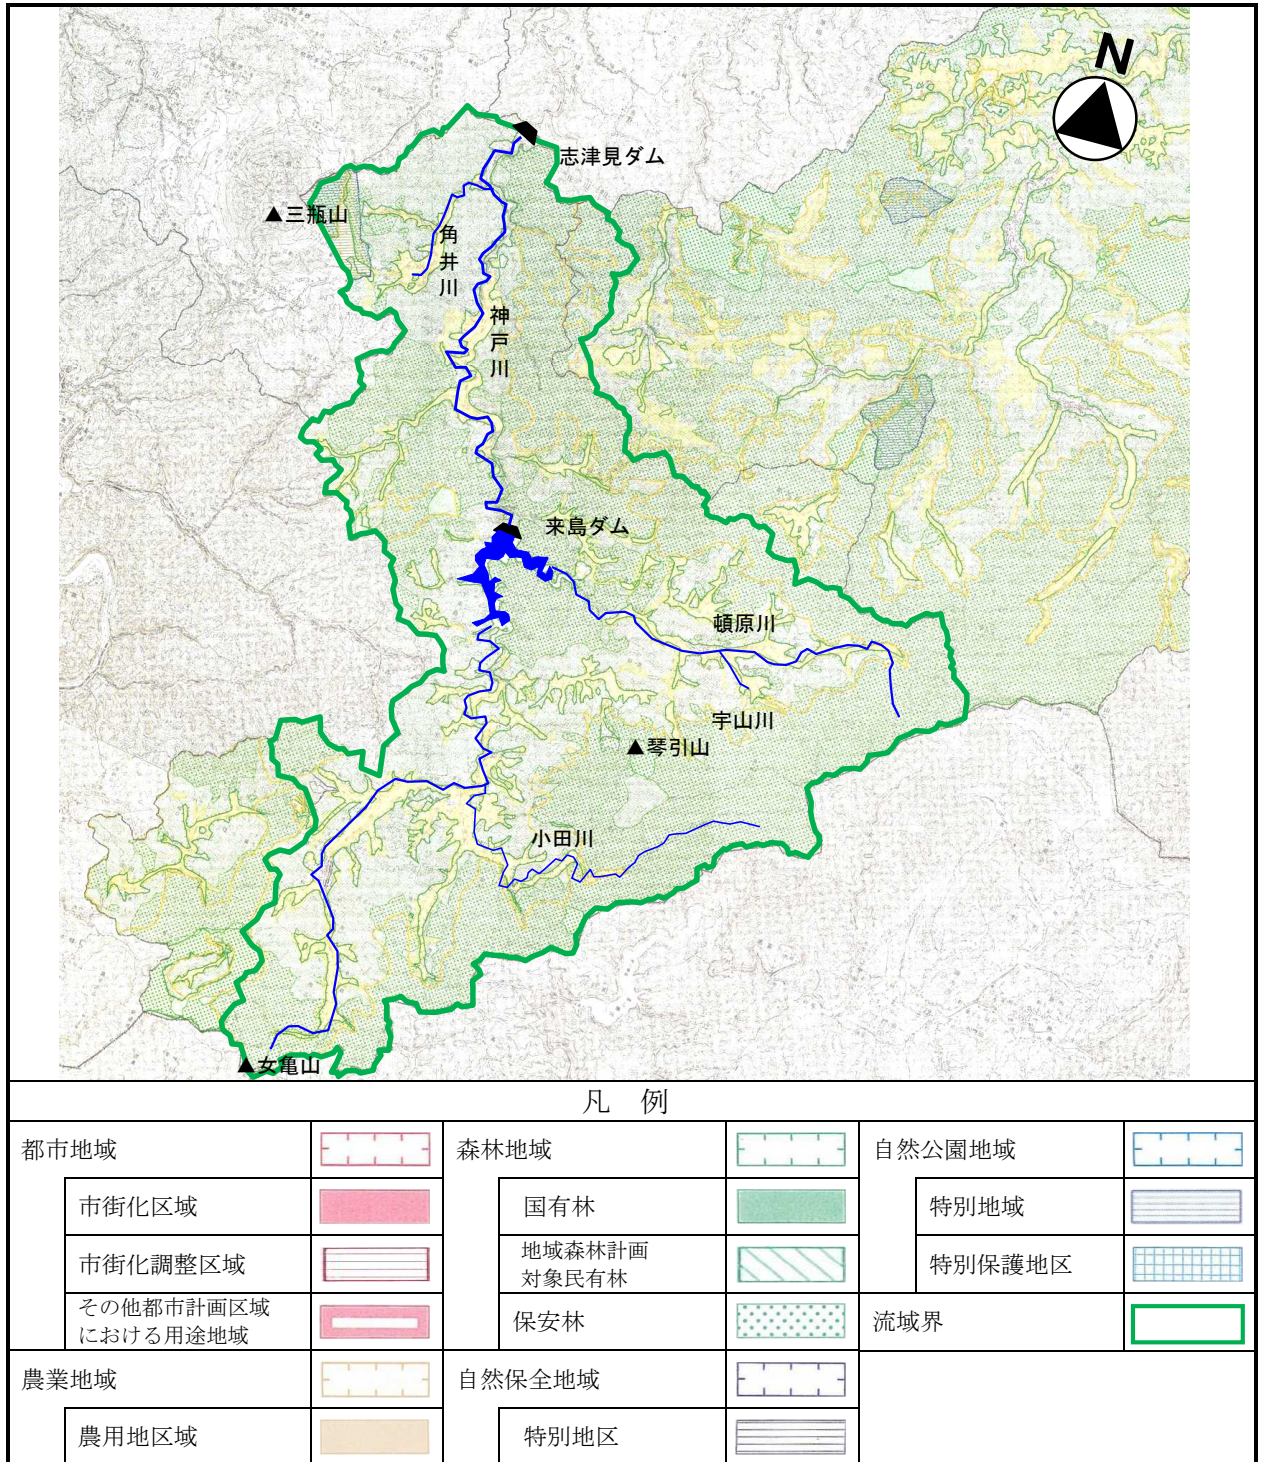 N
志津見ダム
▲三瓶山
角井川
神戸川
来島ダム
頓原川
宇山川
▲琴引山
小田川
▲女亀山
凡 例
都市地域
市街化区域
市街化調整区域
その他都市計画区域
における用途地域
農業地域
農用地区域
森林地域
国有林
地域森林計画
対象民有林
保安林
自然保全地域
特別地区
自然公園地域
特別地域
特別保護地区
流域界